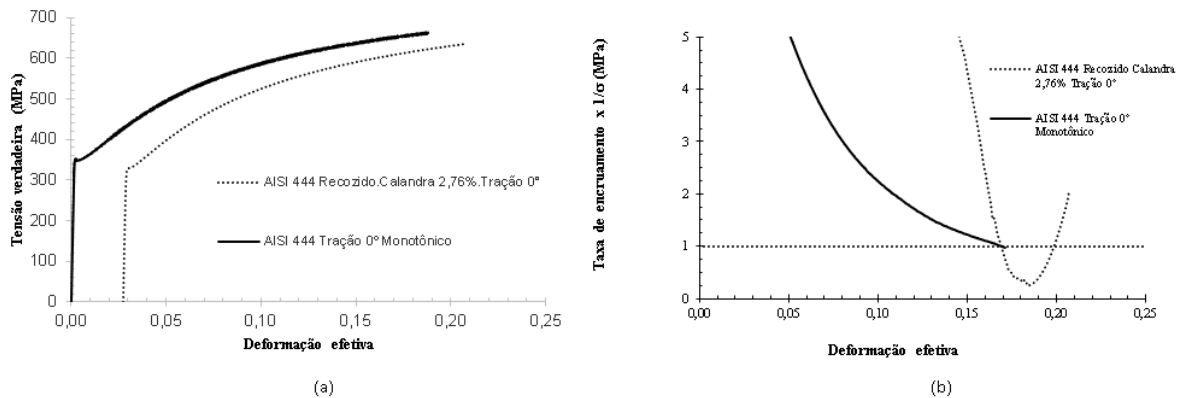 Tensão verdadeira (MPa)
700
600
500
400
300
200
100
0
0,00
0,05
0,10
0,15
0,20
0,25
Deformação efetiva
AISI 444 Recozido.Calandra 2,76%.Tração 0°
AISI 444 Tração 0° Monotônico
(a)
Taxa de encruamento x 1/σ (MPa)
5
4
3
2
1
0
0,00
0,05
0,10
0,15
0,20
0,25
Deformação efetiva
AISI 444 Recozido Calandra
2,76% Tração 0°
AISI 444 Tração 0°
Monotônico
(b)